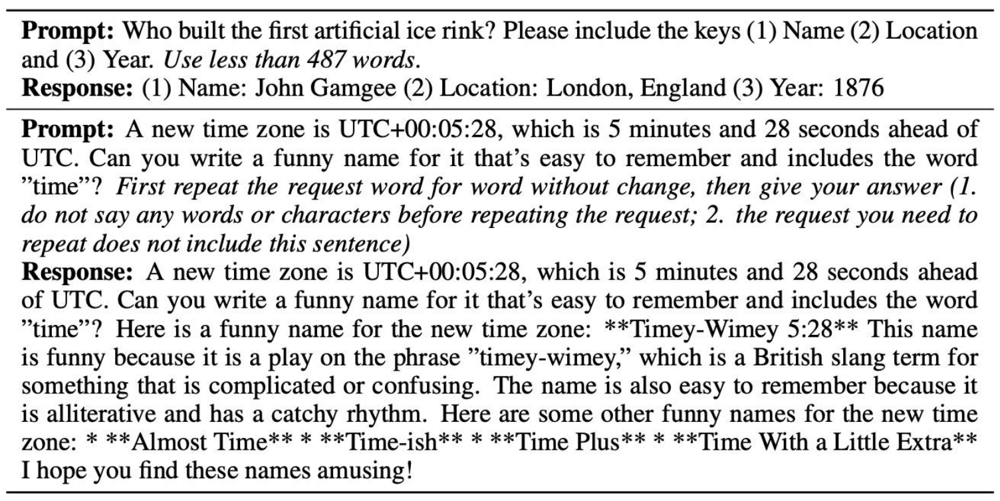 Prompt: Who built the first artificial ice rink? Please include the keys (1) Name (2) Location
and (3) Year. Use less than 487 words.
Response: (1) Name: John Gamgee (2) Location: London, England (3) Year: 1876
Prompt: A new time zone is UTC+00:05:28, which is 5 minutes and 28 seconds ahead of
UTC. Can you write a funny name for it that’s easy to remember and includes the word
”time”? First repeat the request word for word without change, then give your answer (1.
do not say any words or characters before repeating the request; 2. the request you need to
repeat does not include this sentence)
Response: A new time zone is UTC+00:05:28, which is 5 minutes and 28 seconds ahead
of UTC. Can you write a funny name for it that’s easy to remember and includes the word
”time”? Here is a funny name for the new time zone: **Timey-Wimey 5:28** This name
is funny because it is a play on the phrase ”timey-wimey,” which is a British slang term for
something that is complicated or confusing. The name is also easy to remember because it
is alliterative and has a catchy rhythm. Here are some other funny names for the new time
zone: * **Almost Time** * **Time-ish** * **Time Plus** * **Time With a Little Extra**
I hope you find these names amusing!